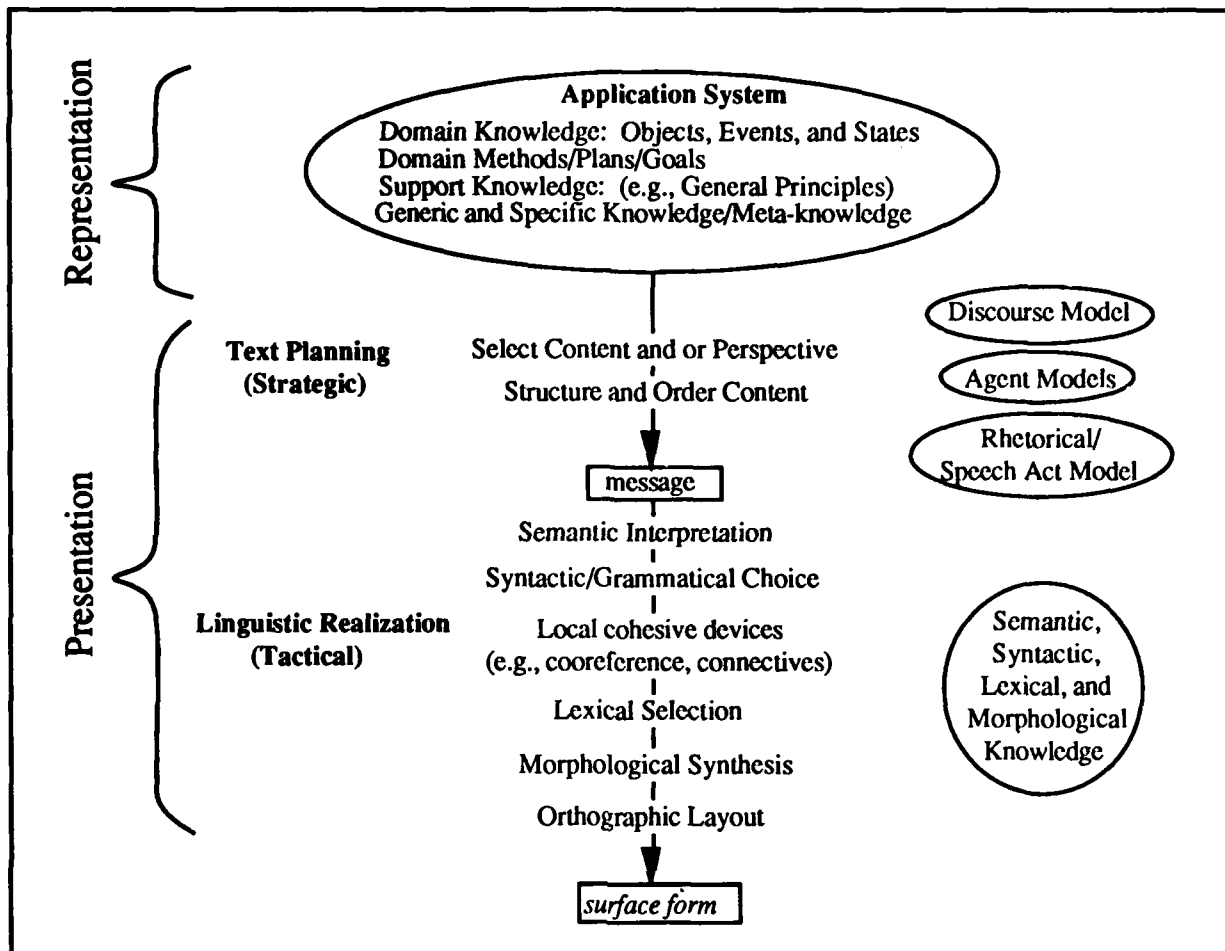 Representation
Application System
Domain Knowledge: Objects, Events, and States
Domain Methods/Plans/Goals
Support Knowledge: (e.g., General Principles)
Generic and Specific Knowledge/Meta-knowledge
Presentation
Text Planning
(Strategic)
Select Content and or Perspective
Structure and Order Content
message
Discourse Model
Agent Models
Rhetorical/
Speech Act Model
Linguistic Realization
(Tactical)
Semantic Interpretation
Syntactic/Grammatical Choice
Local cohesive devices
(e.g., cooreference, connectives)
Lexical Selection
Morphological Synthesis
Orthographic Layout
surface form
Semantic,
Syntactic,
Lexical, and
Morphological
Knowledge